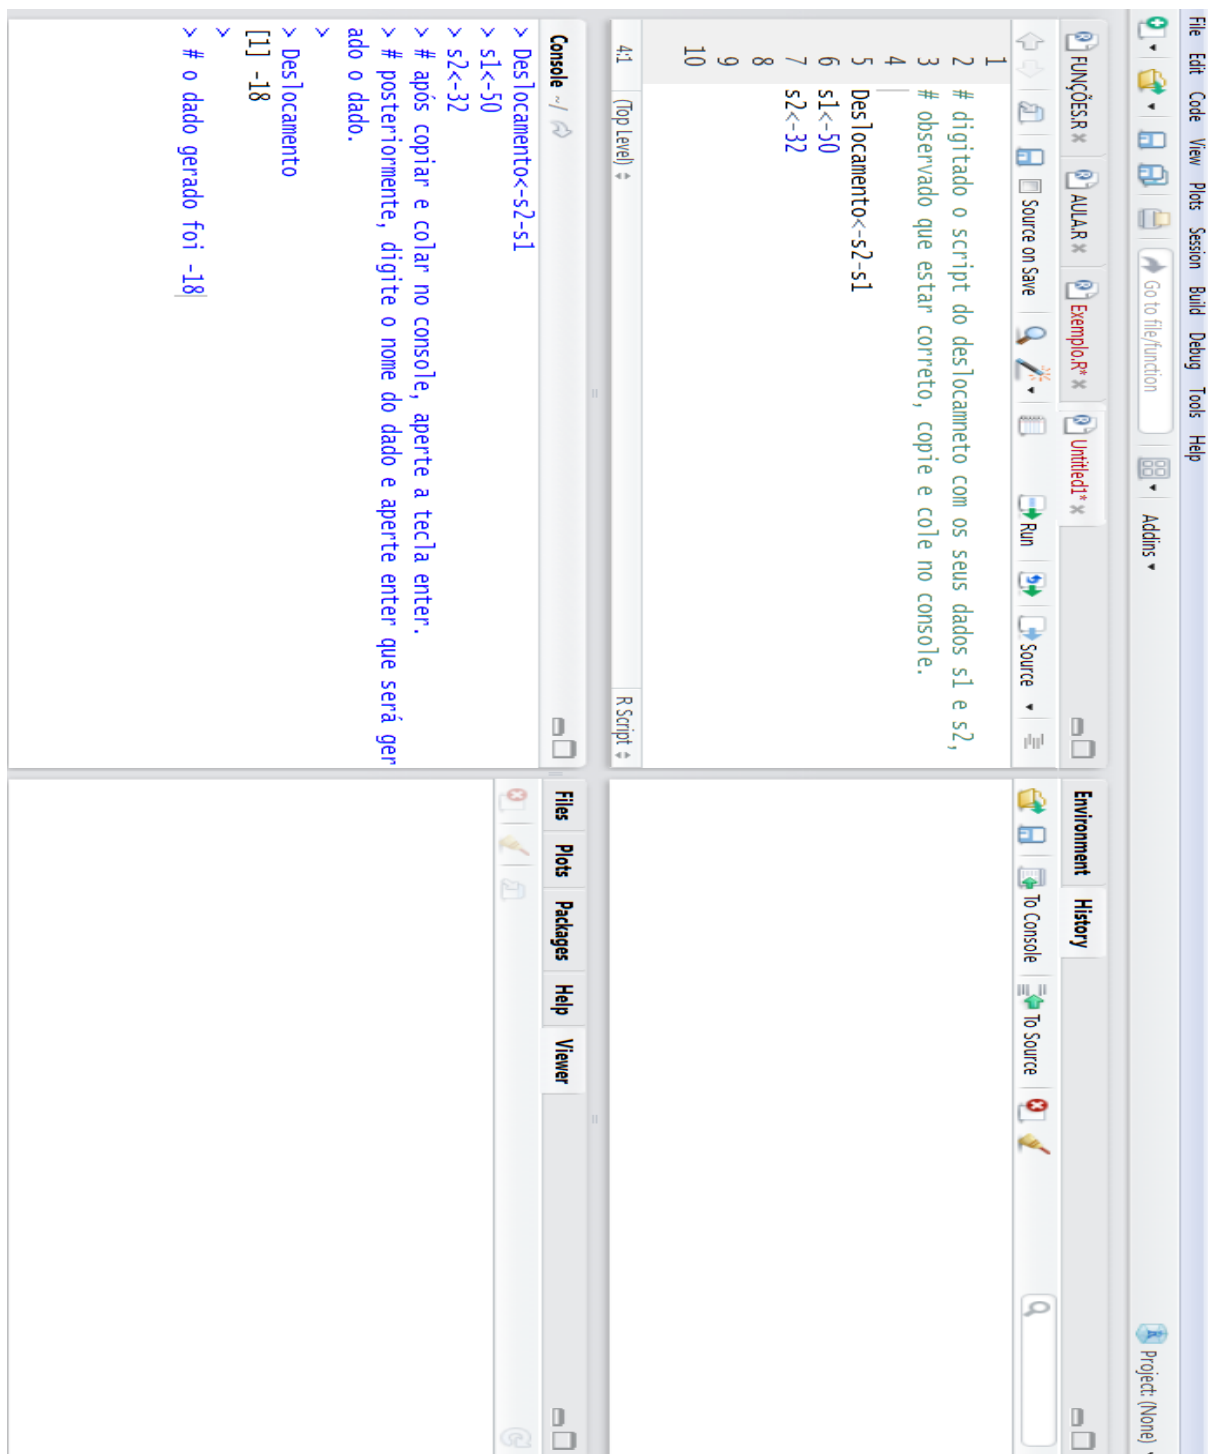 File Edit Code View Plots Session Build Debug Tools Help
Go to file/function Addins Project: (None)
FUNÇÕES.R AULA.R Exemplo.R* Untitled1*
Source on Save Run Source
1
2 # digitado o script do deslocamneto com os seus dados s1 e s2,
3 # observado que estar correto, copie e cole no console.
4
5 Deslocamento<-s2-s1
6 s1<-50
7 s2<-32
8
9
10
4:1 (Top Level) R Script
Console ~/
> Deslocamento<-s2-s1
> s1<-50
> s2<-32
> # após copiar e colar no console, aperte a tecla enter.
> # posteriormente, digite o nome do dado e aperte enter que será ger
ado o dado.
>
> Deslocamento
[1] -18
>
> # o dado gerado foi -18
Environment History
To Console To Source
Files Plots Packages Help Viewer